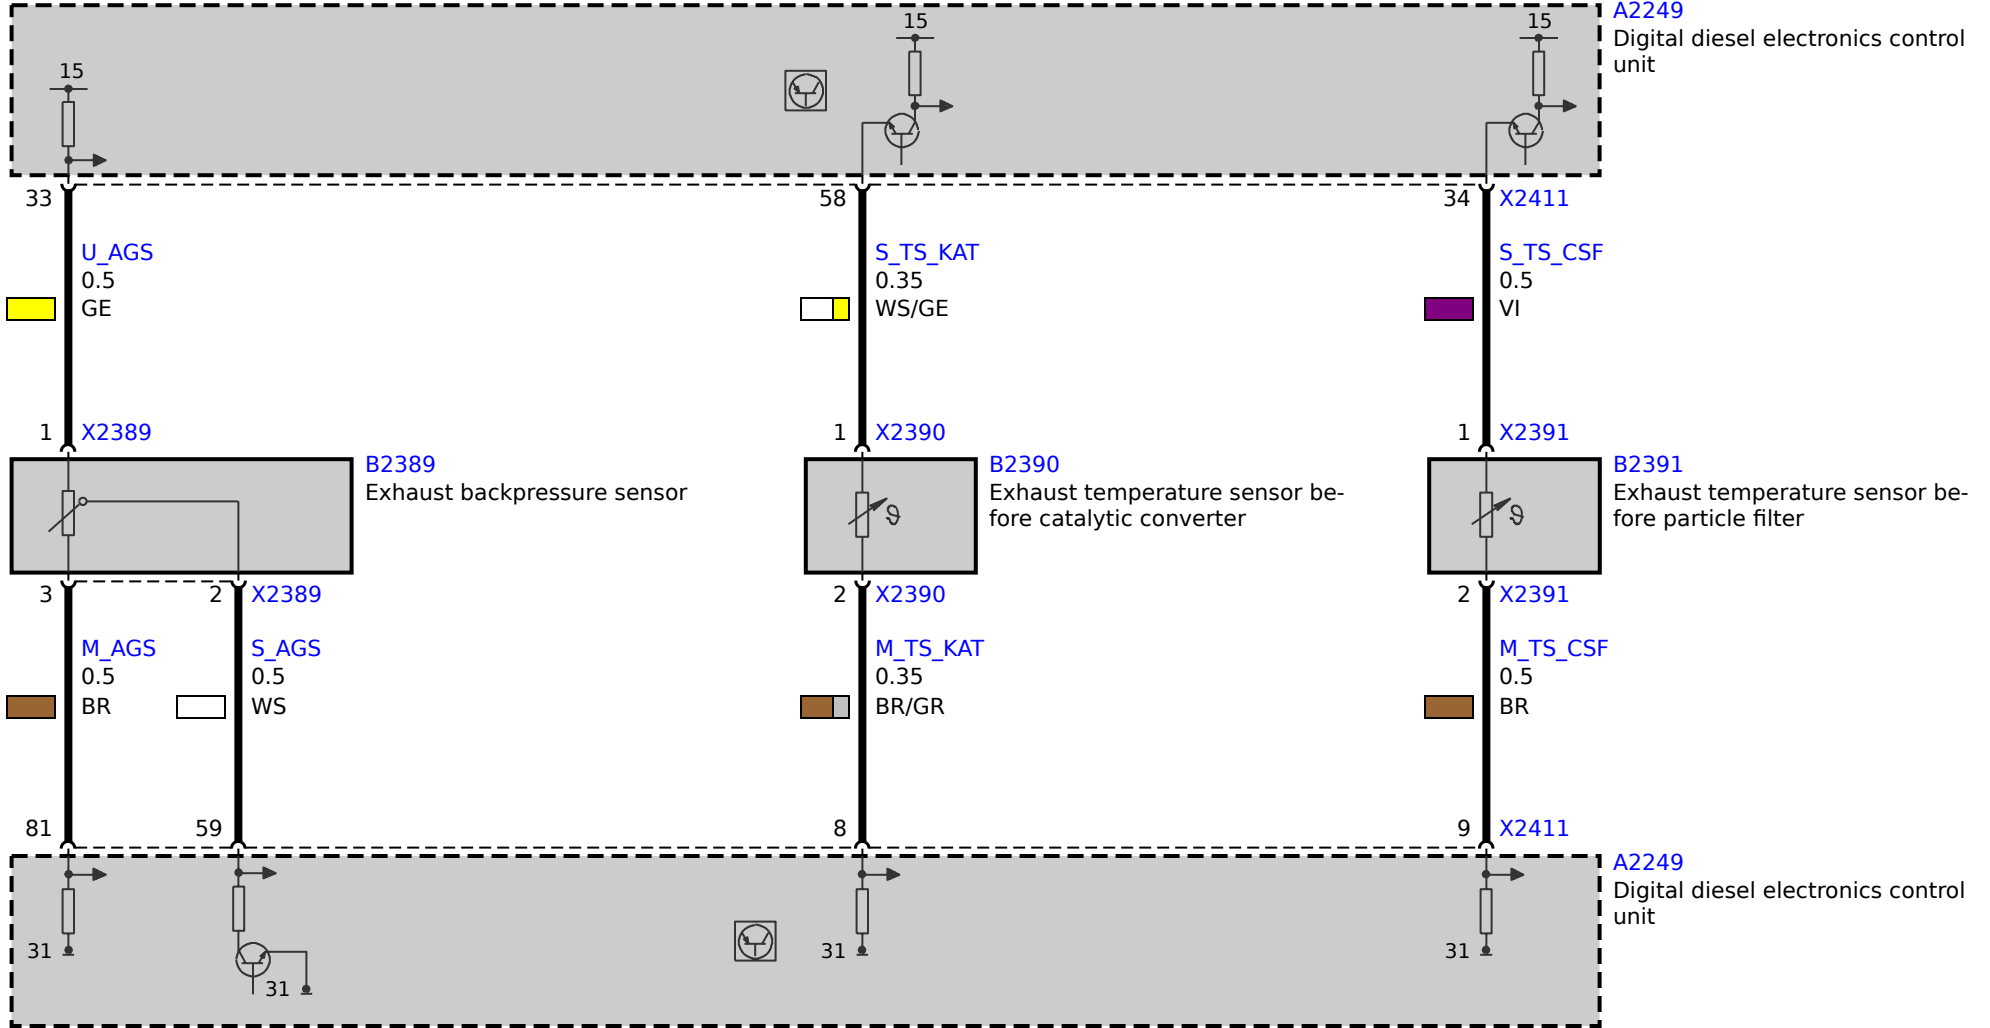 15
15
15
A2249
Digital diesel electronics control
unit
33
58
34
X2411
U_AGS
0.5
GE
S_TS_KAT
0.35
WS/GE
S_TS_CSF
0.5
VI
1
X2389
1
X2390
1
X2391
B2389
Exhaust backpressure sensor
B2390
Exhaust temperature sensor be-
fore catalytic converter
B2391
Exhaust temperature sensor be-
fore particle filter
ϑ
ϑ
3
2
X2389
2
X2390
2
X2391
M_AGS
0.5
BR
S_AGS
0.5
WS
M_TS_KAT
0.35
BR/GR
M_TS_CSF
0.5
BR
81
59
8
9
X2411
A2249
Digital diesel electronics control
unit
31
31
31
31